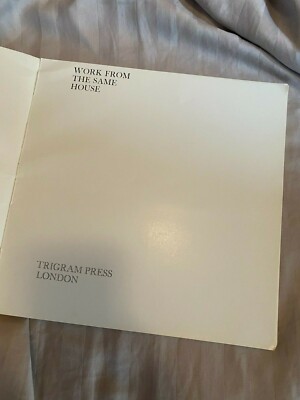 WORK FROM
THE SAME
HOUSE
TRIGRAM PRESS
LONDON